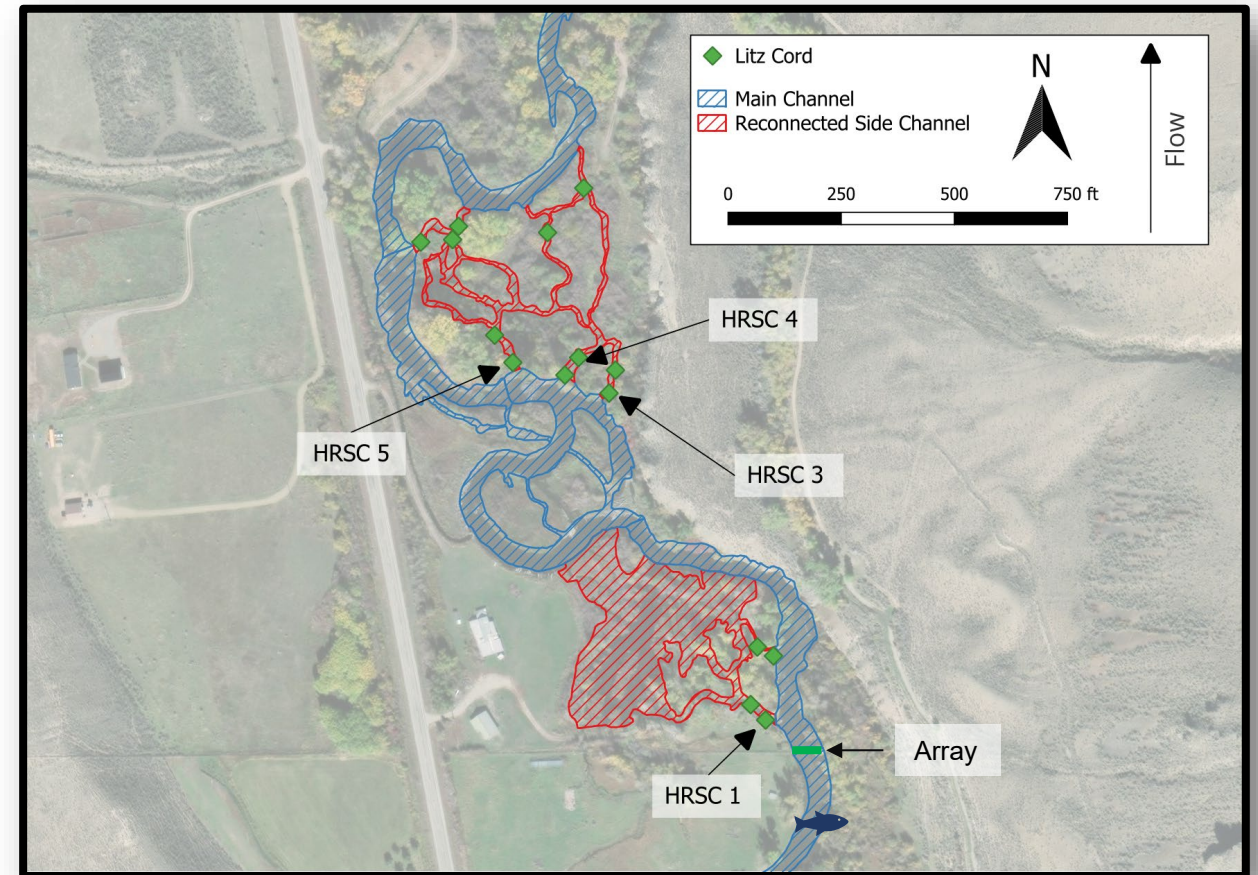 Litz Cord
Main Channel
Reconnected Side Channel
N
Flow
0 250 500 750 ft
HRSC 4
HRSC 5
HRSC 3
Array
HRSC 1